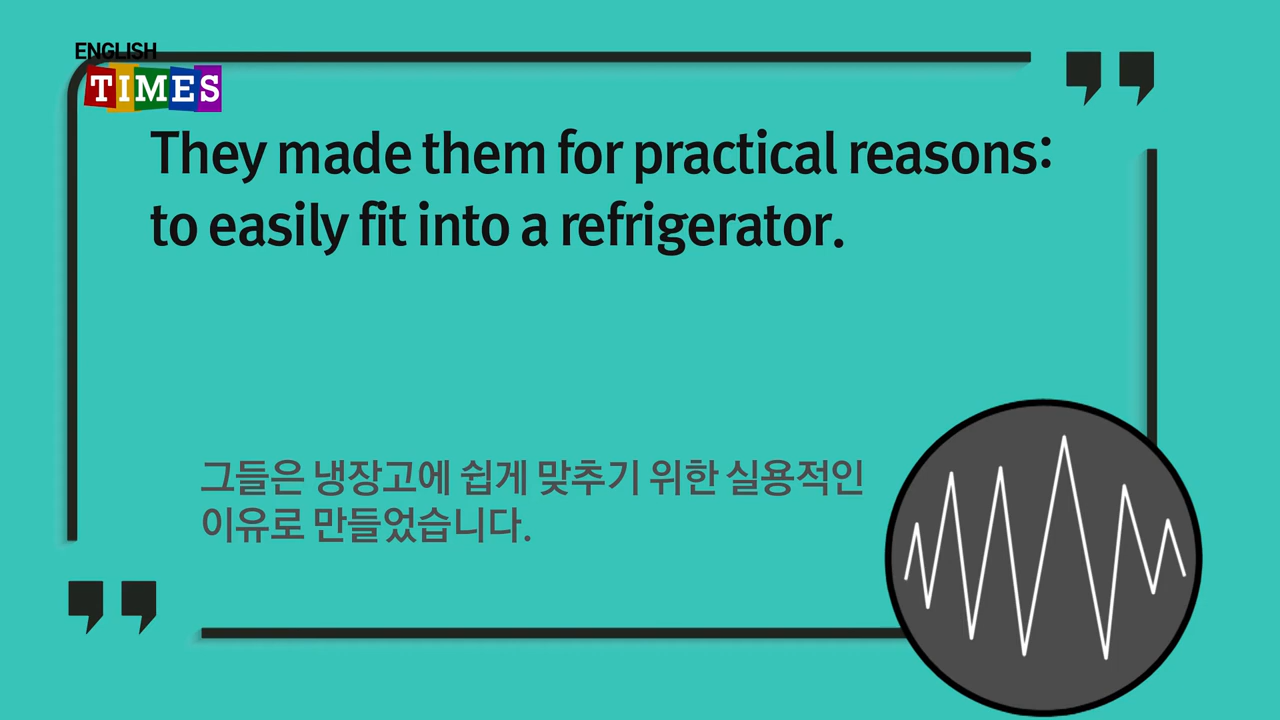 ENGLISH
TIMES
They made them for practical reasons:
to easily fit into a refrigerator.
그들은 냉장고에 쉽게 맞추기 위한 실용적인
이유로 만들었습니다.